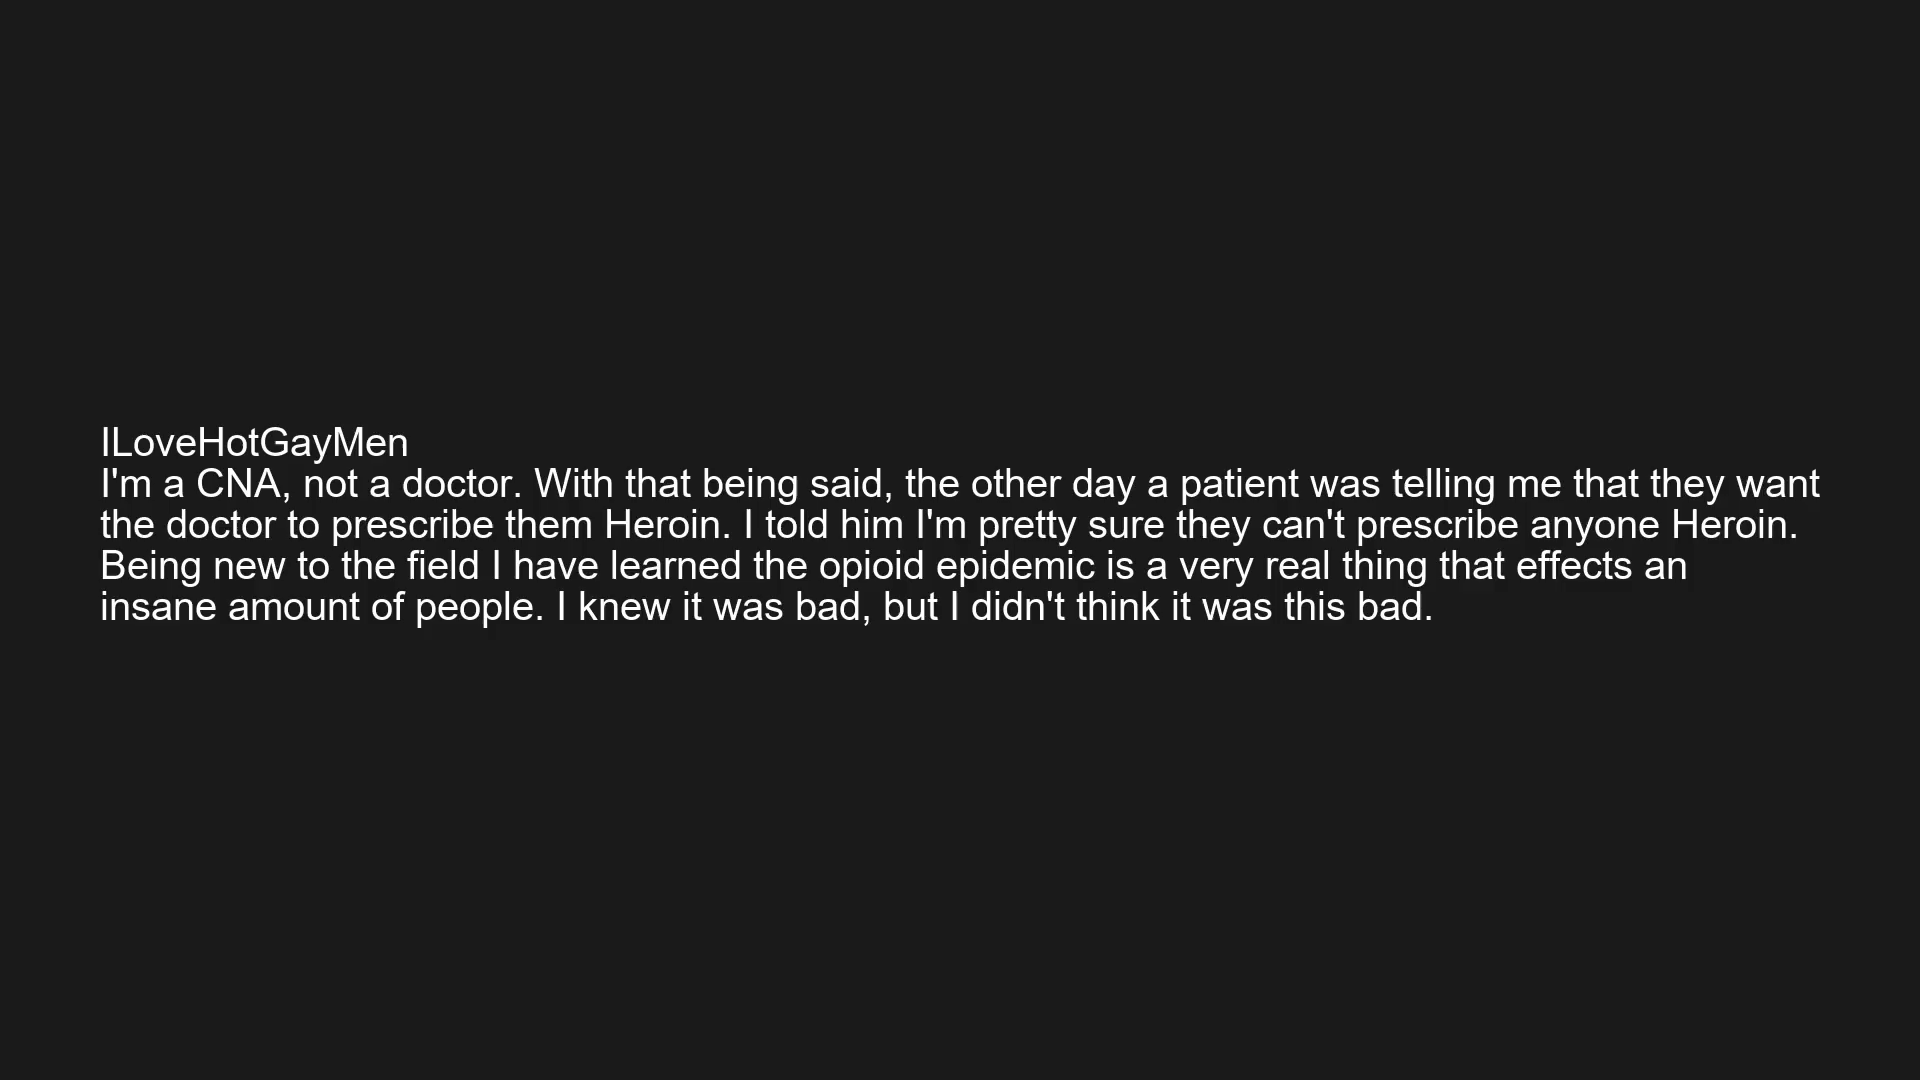 ILoveHotGayMen
I'm a CNA, not a doctor. With that being said, the other day a patient was telling me that they want
the doctor to prescribe them Heroin. I told him I'm pretty sure they can't prescribe anyone Heroin.
Being new to the field I have learned the opioid epidemic is a very real thing that effects an
insane amount of people. I knew it was bad, but I didn't think it was this bad.